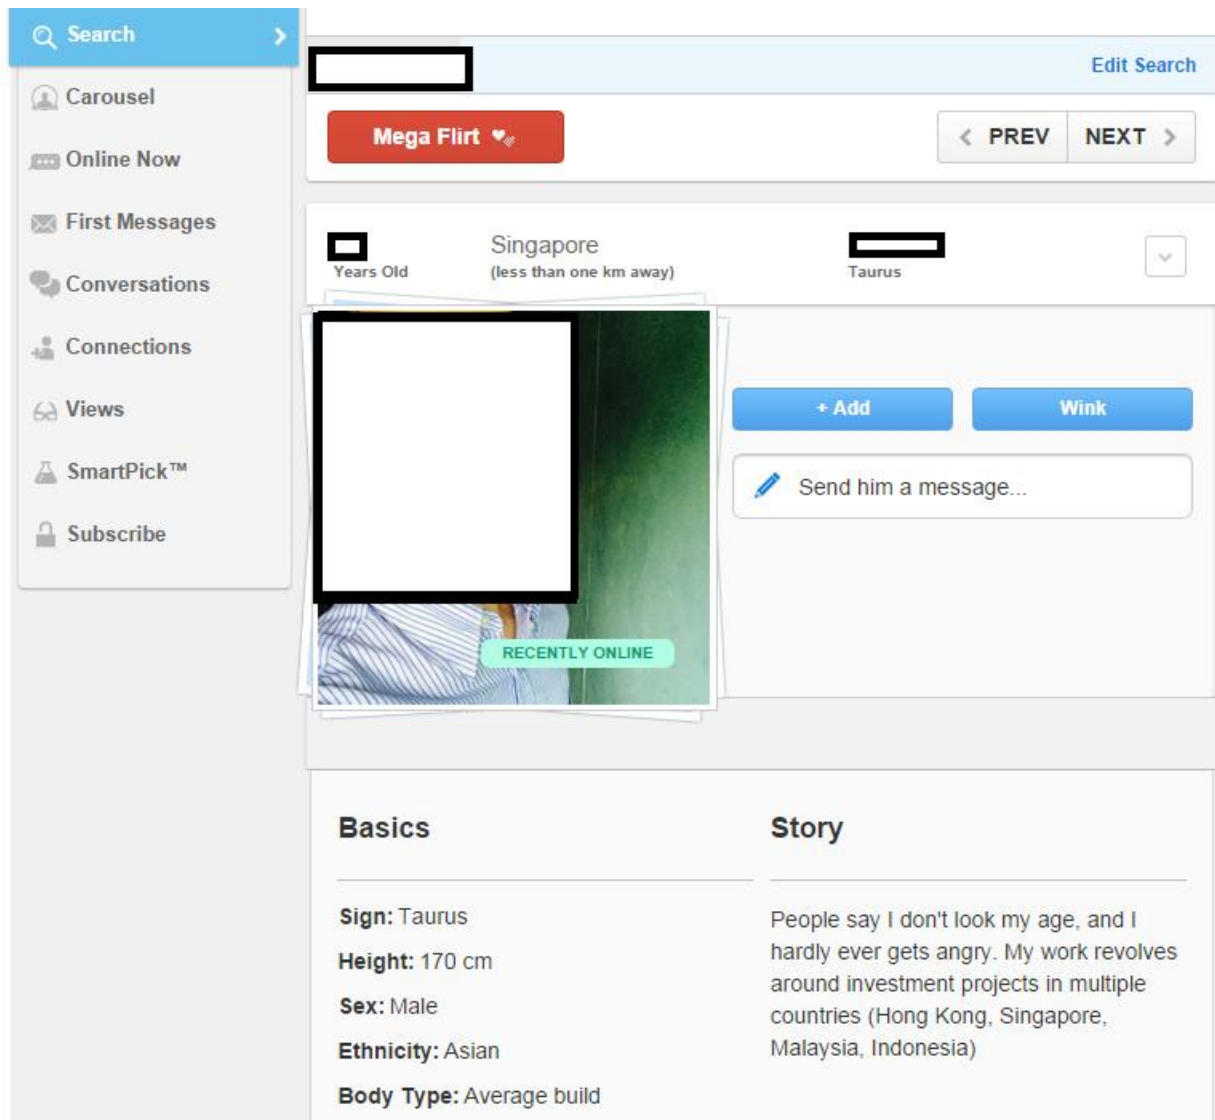 Search
Carousel
Online Now
First Messages
Conversations
Connections
Views
SmartPick™
Subscribe
Edit Search
Mega Flirt
PREV
NEXT
Years Old
Singapore
(less than one km away)
Taurus
+ Add
Wink
Send him a message...
RECENTLY ONLINE
Basics
Sign: Taurus
Height: 170 cm
Sex: Male
Ethnicity: Asian
Body Type: Average build
Story
People say I don't look my age, and I
hardly ever gets angry. My work revolves
around investment projects in multiple
countries (Hong Kong, Singapore,
Malaysia, Indonesia)